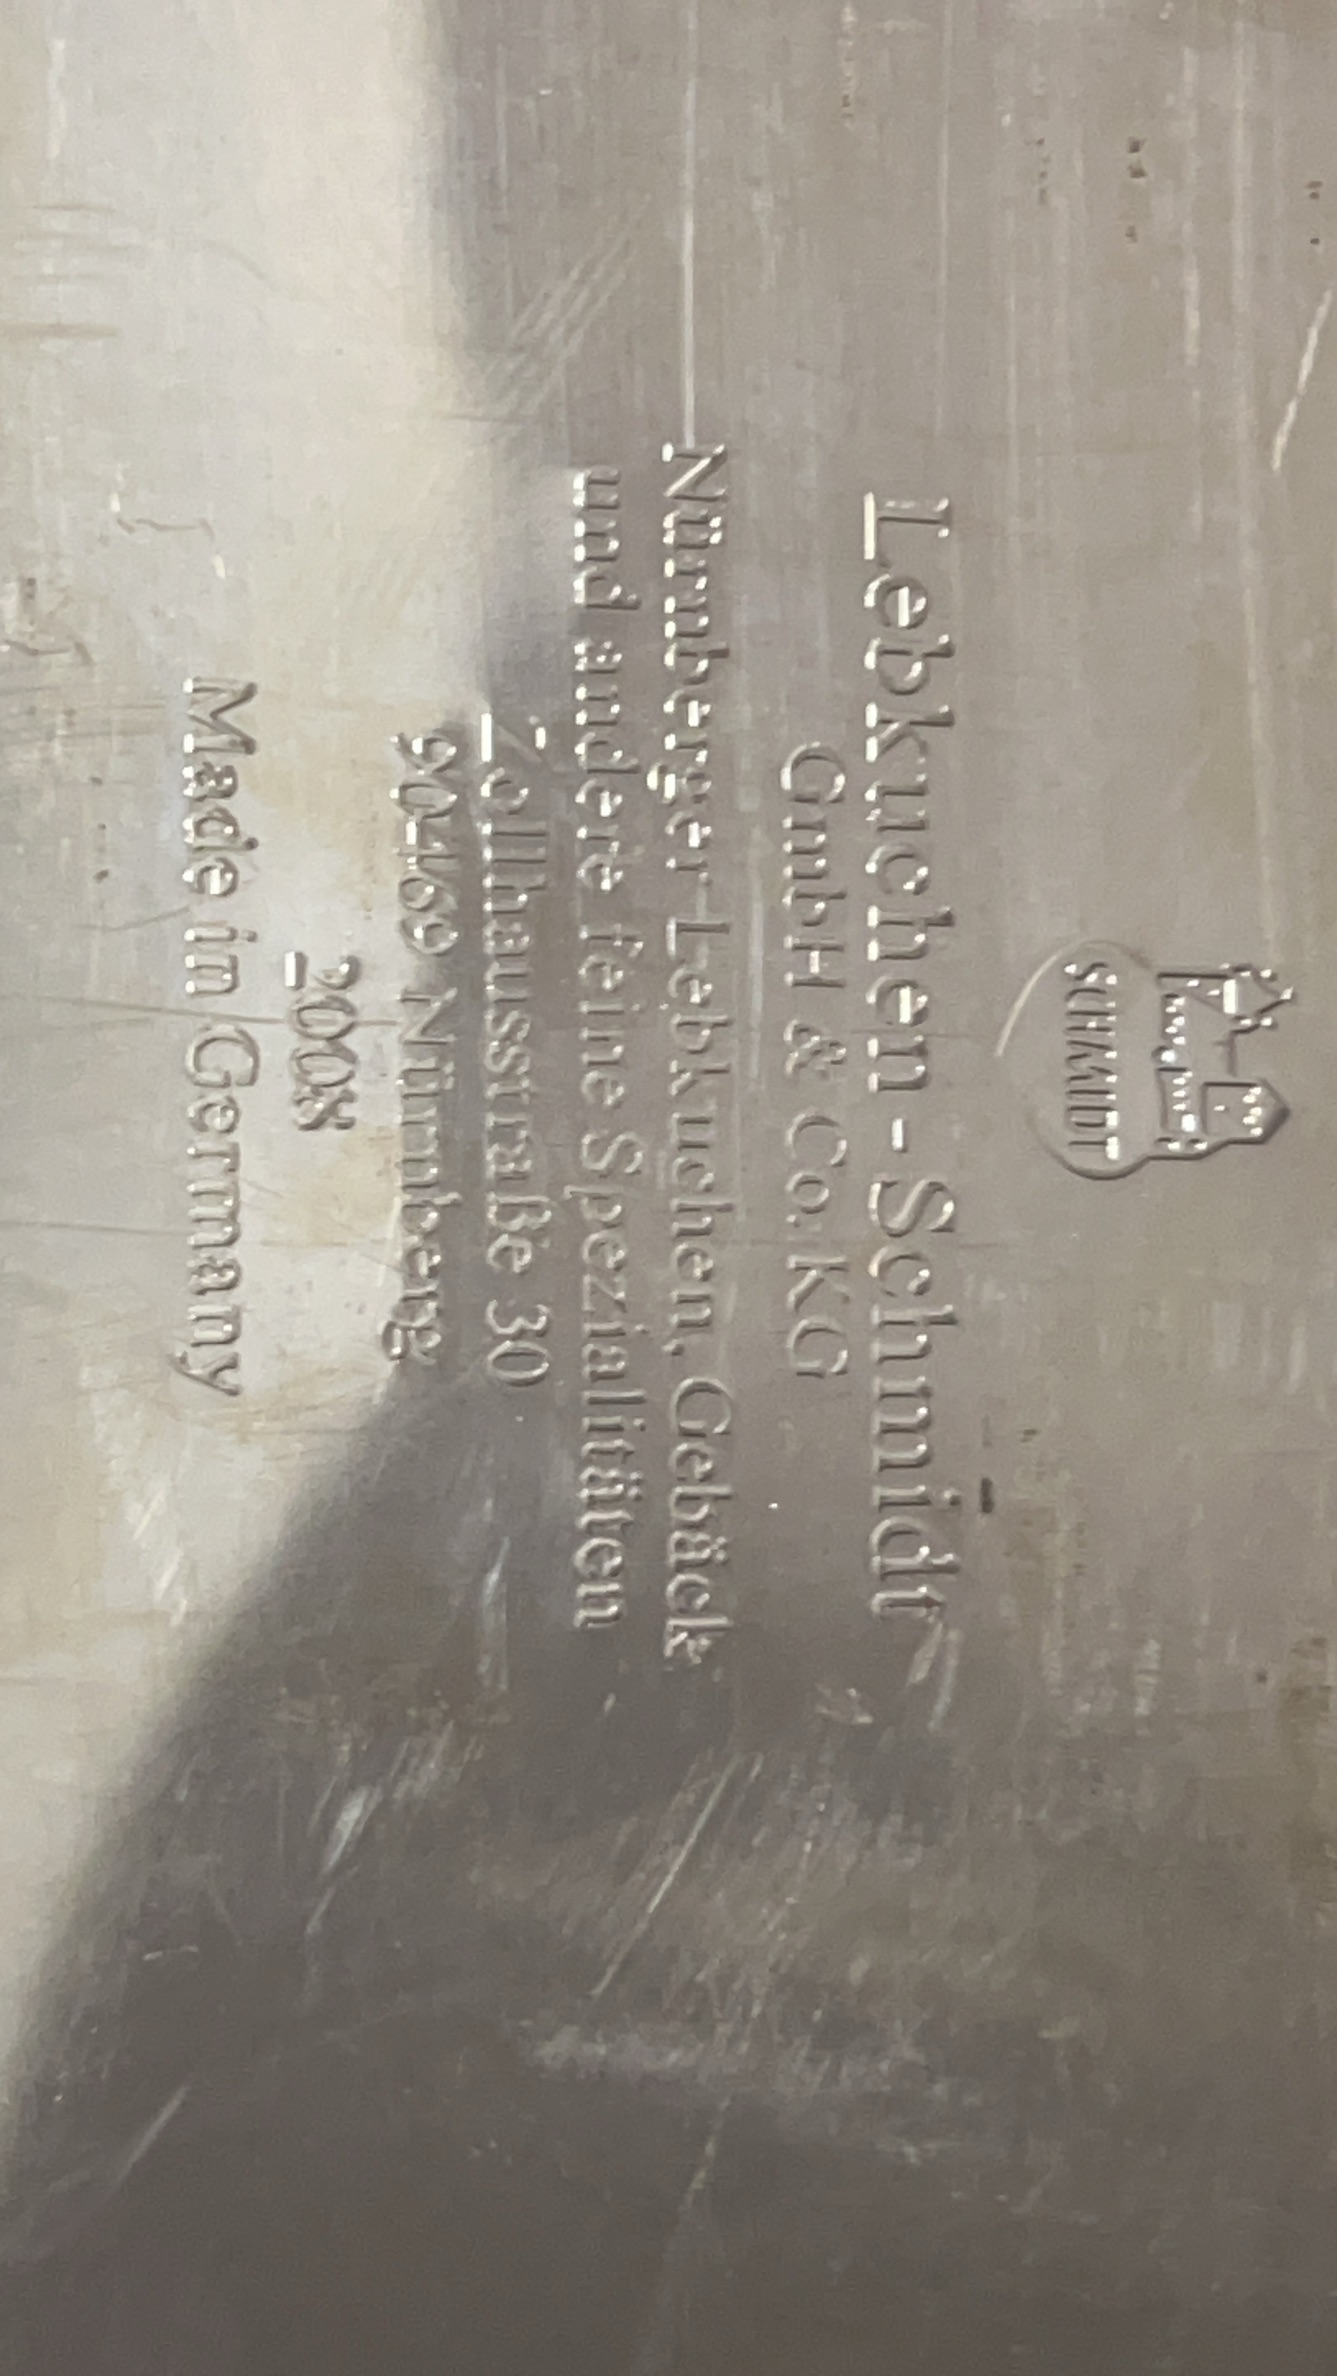 SCHMIDT
Lebkuchen-Schmidt
GmbH & Co. KG
Nürnberger Lebkuchen, Gebäck
und andere feine Spezialitäten
Zollhausstraße 30
90469 Nürnberg
2008
Made in Germany